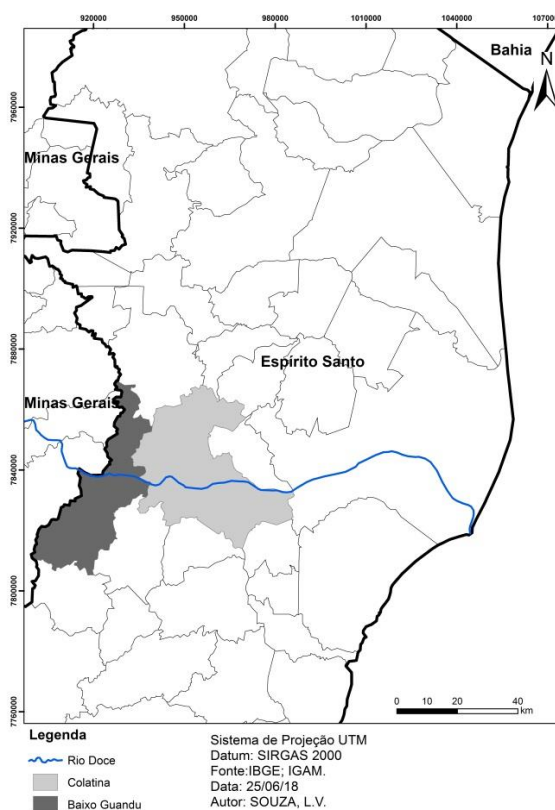 920000 950000 980000 1010000 1040000 10700
Bahia
N
7960000
Minas Gerais
7920000
7880000
Espírito Santo
Minas Gerais
7840000
7800000
7760000
0 10 20 40
km
Legenda
Rio Doce
Colatina
Baixo Guandu
Sistema de Projeção UTM
Datum: SIRGAS 2000
Fonte:IBGE; IGAM.
Data: 25/06/18
Autor: SOUZA, L.V.